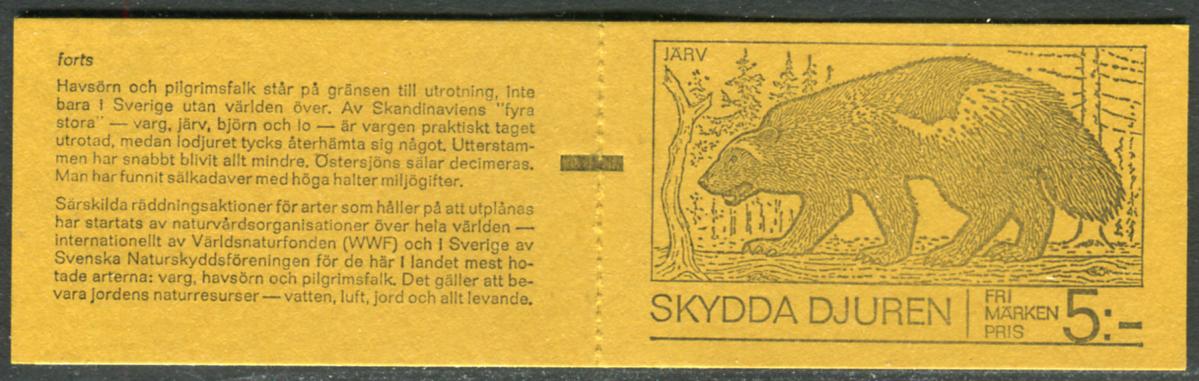 forts
Havsörn och pilgrimsfalk står på gränsen till utrotning, inte
bara i Sverige utan världen över. Av Skandinaviens "fyra
stora" — varg, järv, björn och lo — är vargen praktiskt taget
utrotad, medan lodjuret tycks återhämta sig något. Utterstam-
men har snabbt blivit allt mindre. Östersjöns sälar decimeras.
Man har funnit sälkadaver med höga halter miljögifter.
Särskilda räddningsaktioner för arter som håller på att utplånas
har startats av naturvårdsorganisationer över hela världen —
internationellt av Världsnaturfonden (WWF) och i Sverige av
Svenska Naturskyddsföreningen för de här i landet mest ho-
tade arterna: varg, havsörn och pilgrimsfalk. Det gäller att be-
vara jordens naturresurser — vatten, luft, jord och allt levande.
JÄRV
SKYDDA DJUREN
FRI
MÄRKEN
PRIS
5:-